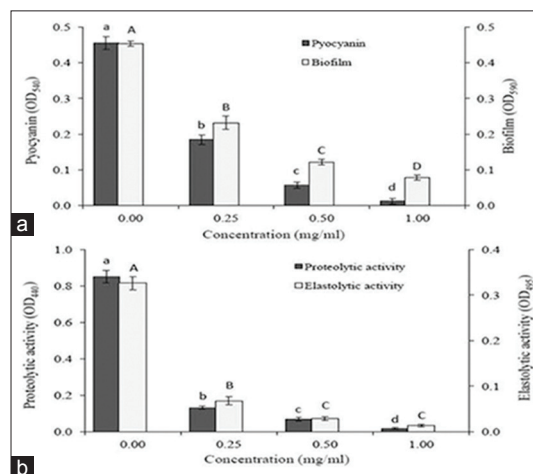 a
0.5
0.4
0.3
0.2
0.1
0.0
Pyocyanin (OD540)
a A
b B
c C
d D
Pyocyanin
Biofilm
0.5
0.4
0.3
0.2
0.1
0.0
Biofilm (OD590)
0.00 0.25 0.50 1.00
Concentration (mg/ml)
b
1.0
0.8
0.6
0.4
0.2
0.0
Proteolytic activity (OD440)
a A
b B
c C
d C
Proteolytic activity
Elastolytic activity
0.4
0.3
0.2
0.1
0.0
Elastolytic activity (OD495)
0.00 0.25 0.50 1.00
Concentration (mg/ml)